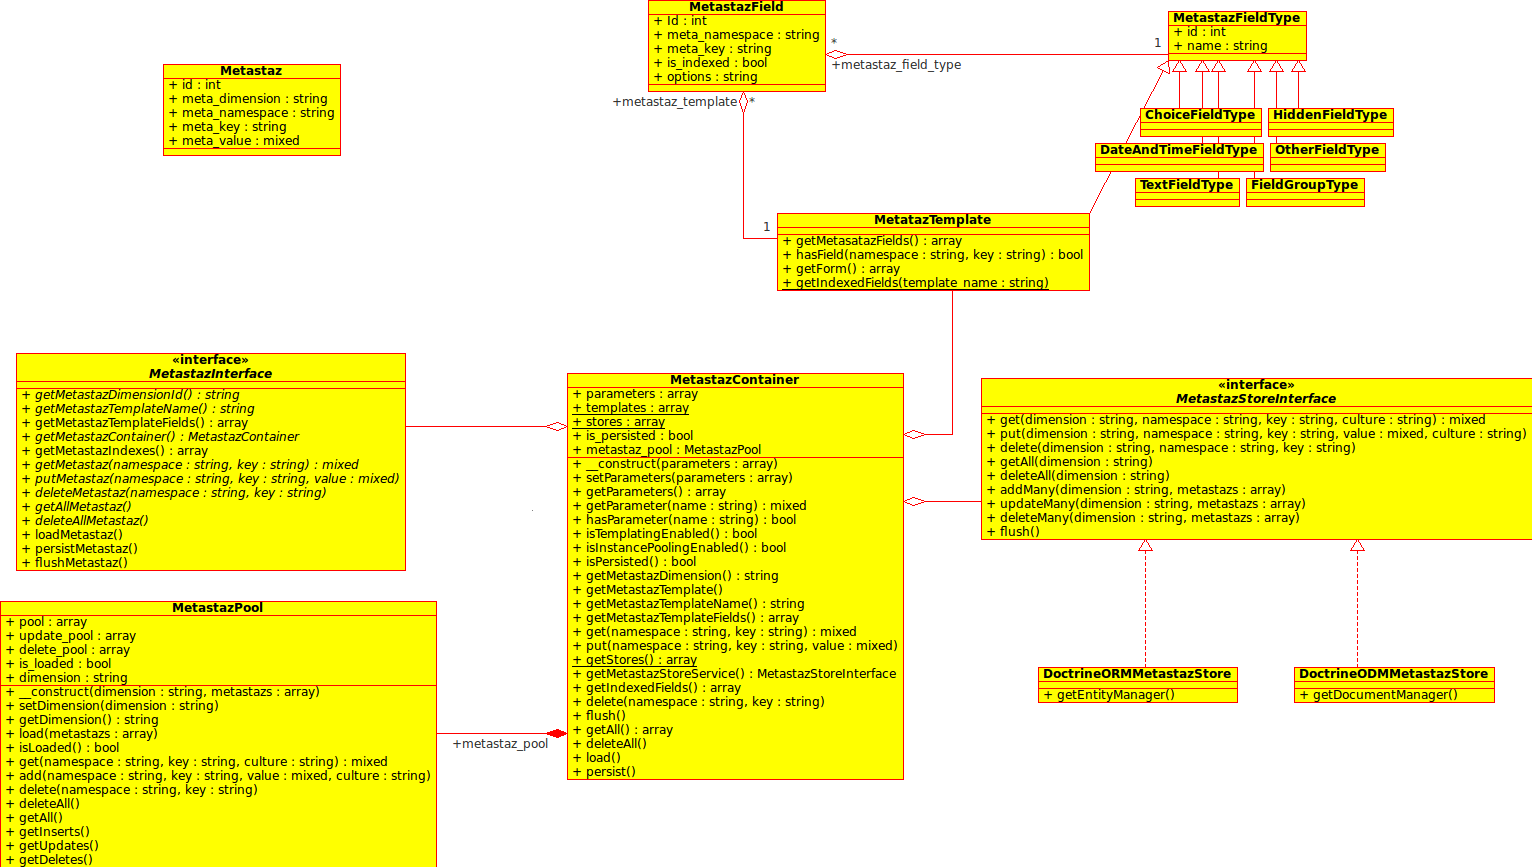 MetastazField
+ Id : int
+ meta_namespace : string
+ meta_key : string
+ is_indexed : bool
+ options : string
MetastazFieldType
+ id : int
+ name : string
*
1
+metastaz_field_type
+metastaz_template
*
1
Metastaz
+ id : int
+ meta_dimension : string
+ meta_namespace : string
+ meta_key : string
+ meta_value : mixed
ChoiceFieldType
HiddenFieldType
DateAndTimeFieldType
OtherFieldType
TextFieldType
FieldGroupType
MetatazTemplate
+ getMetasatazFields() : array
+ hasField(namespace : string, key : string) : bool
+ getForm() : array
+ getIndexedFields(template_name : string)
«interface»
MetastazInterface
+ getMetastazDimensionId() : string
+ getMetastazTemplateName() : string
+ getMetastazTemplateFields() : array
+ getMetastazContainer() : MetastazContainer
+ getMetastazIndexes() : array
+ getMetastaz(namespace : string, key : string) : mixed
+ putMetastaz(namespace : string, key : string, value : mixed)
+ deleteMetastaz(namespace : string, key : string)
+ getAllMetastaz()
+ deleteAllMetastaz()
+ loadMetastaz()
+ persistMetastaz()
+ flushMetastaz()
MetastazContainer
+ parameters : array
+ templates : array
+ stores : array
+ is_persisted : bool
+ metastaz_pool : MetastazPool
+ __construct(parameters : array)
+ setParameters(parameters : array)
+ getParameters() : array
+ getParameter(name : string) : mixed
+ hasParameter(name : string) : bool
+ isTemplatingEnabled() : bool
+ isInstancePoolingEnabled() : bool
+ isPersisted() : bool
+ getMetastazDimension() : string
+ getMetastazTemplate()
+ getMetastazTemplateName() : string
+ getMetastazTemplateFields() : array
+ get(namespace : string, key : string) : mixed
+ put(namespace : string, key : string, value : mixed)
+ getStores() : array
+ getMetastazStoreService() : MetastazStoreInterface
+ getIndexedFields() : array
+ delete(namespace : string, key : string)
+ flush()
+ getAll() : array
+ deleteAll()
+ load()
+ persist()
«interface»
MetastazStoreInterface
+ get(dimension : string, namespace : string, key : string, culture : string) : mixed
+ put(dimension : string, namespace : string, key : string, value : mixed, culture : string)
+ delete(dimension : string, namespace : string, key : string)
+ getAll(dimension : string)
+ deleteAll(dimension : string)
+ addMany(dimension : string, metastazs : array)
+ updateMany(dimension : string, metastazs : array)
+ deleteMany(dimension : string, metastazs : array)
+ flush()
MetastazPool
+ pool : array
+ update_pool : array
+ delete_pool : array
+ is_loaded : bool
+ dimension : string
+ __construct(dimension : string, metastazs : array)
+ setDimension(dimension : string)
+ getDimension() : string
+ load(metastazs : array)
+ isLoaded() : bool
+ get(namespace : string, key : string, culture : string) : mixed
+ add(namespace : string, key : string, value : mixed, culture : string)
+ delete(namespace : string, key : string)
+ deleteAll()
+ getAll()
+ getInserts()
+ getUpdates()
+ getDeletes()
+metastaz_pool
DoctrineORMMetastazStore
+ getEntityManager()
DoctrineODMMetastazStore
+ getDocumentManager()